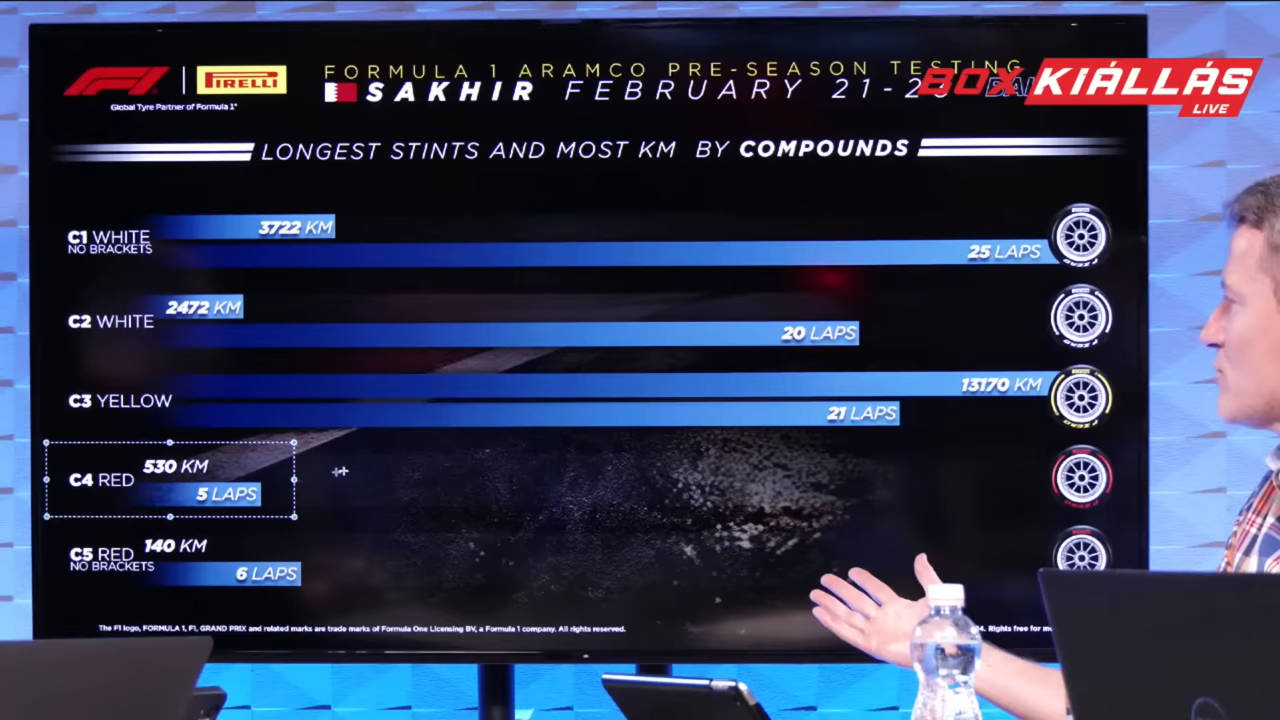 F1 | PIRELLI
Global Tyre Partner of Formula 1®
FORMULA 1 ARAMCO PRE-SEASON TESTING
SAKHIR FEBRUARY 21-2
BOX KIÁLLÁS
LIVE
LONGEST STINTS AND MOST KM BY COMPOUNDS
C1 WHITE
NO BRACKETS
3722 KM
25 LAPS
C2 WHITE
2472 KM
20 LAPS
C3 YELLOW
13170 KM
21 LAPS
C4 RED
530 KM
5 LAPS
C5 RED
NO BRACKETS
140 KM
6 LAPS
The F1 logo, FORMULA 1, F1, GRAND PRIX and related marks are trade marks of Formula One Licensing BV, a Formula 1 company. All rights reserved.
Rights free for